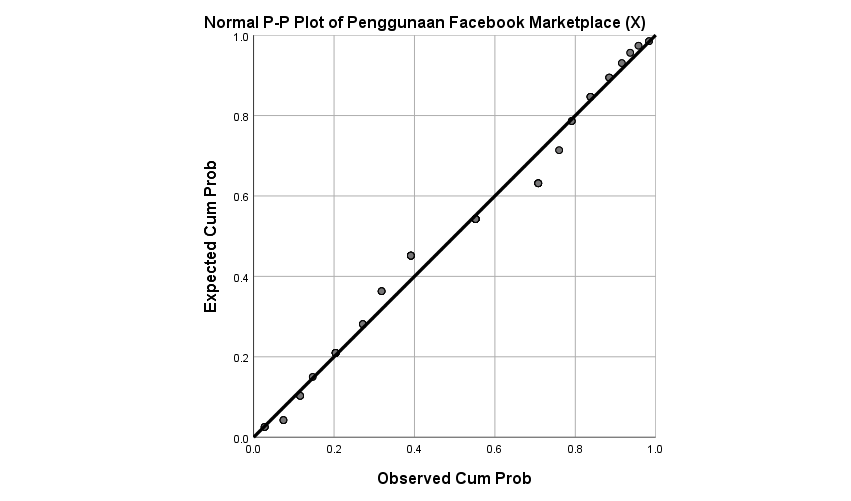 Normal P-P Plot of Penggunaan Facebook Marketplace (X)
1.0
0.8
0.6
0.4
0.2
0.0
Expected Cum Prob
0.0 0.2 0.4 0.6 0.8 1.0
Observed Cum Prob